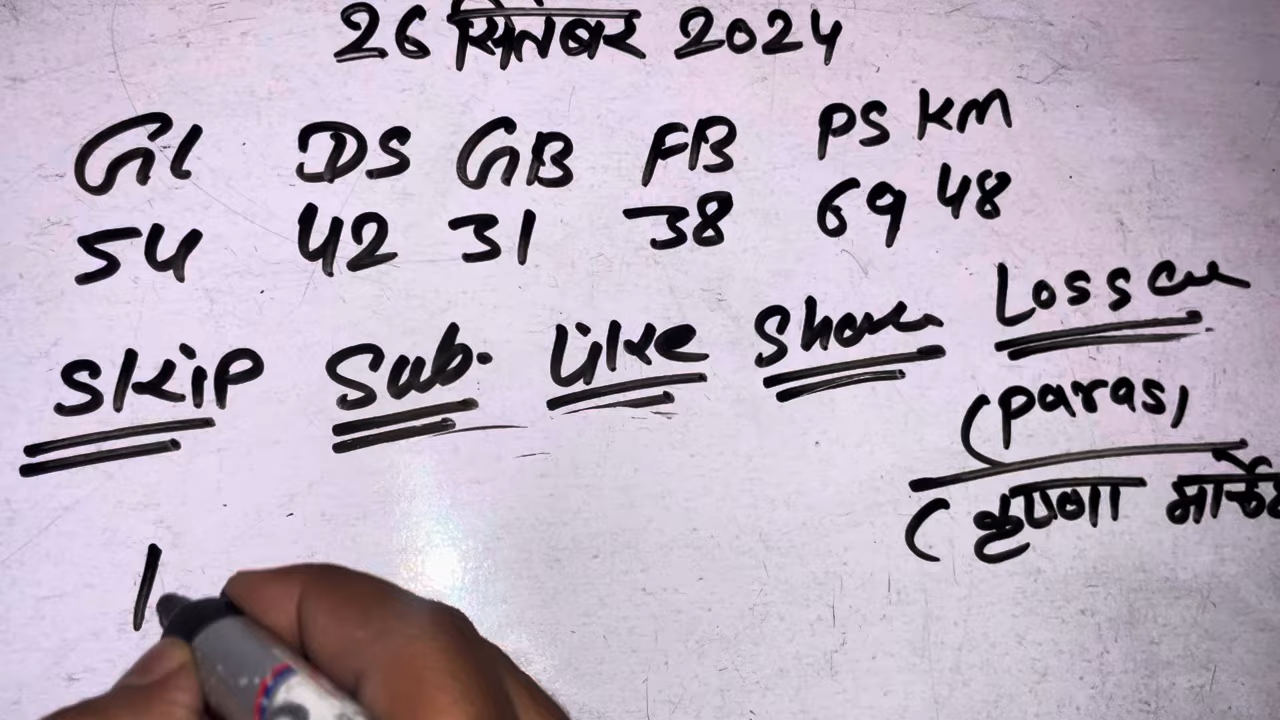 26 सितंबर 2024
GL DS GB FB PS KM
54 42 31 38 69 48
Skip Sub. Like Share Loss
(paras)
(कृष्णा मार्केट
1